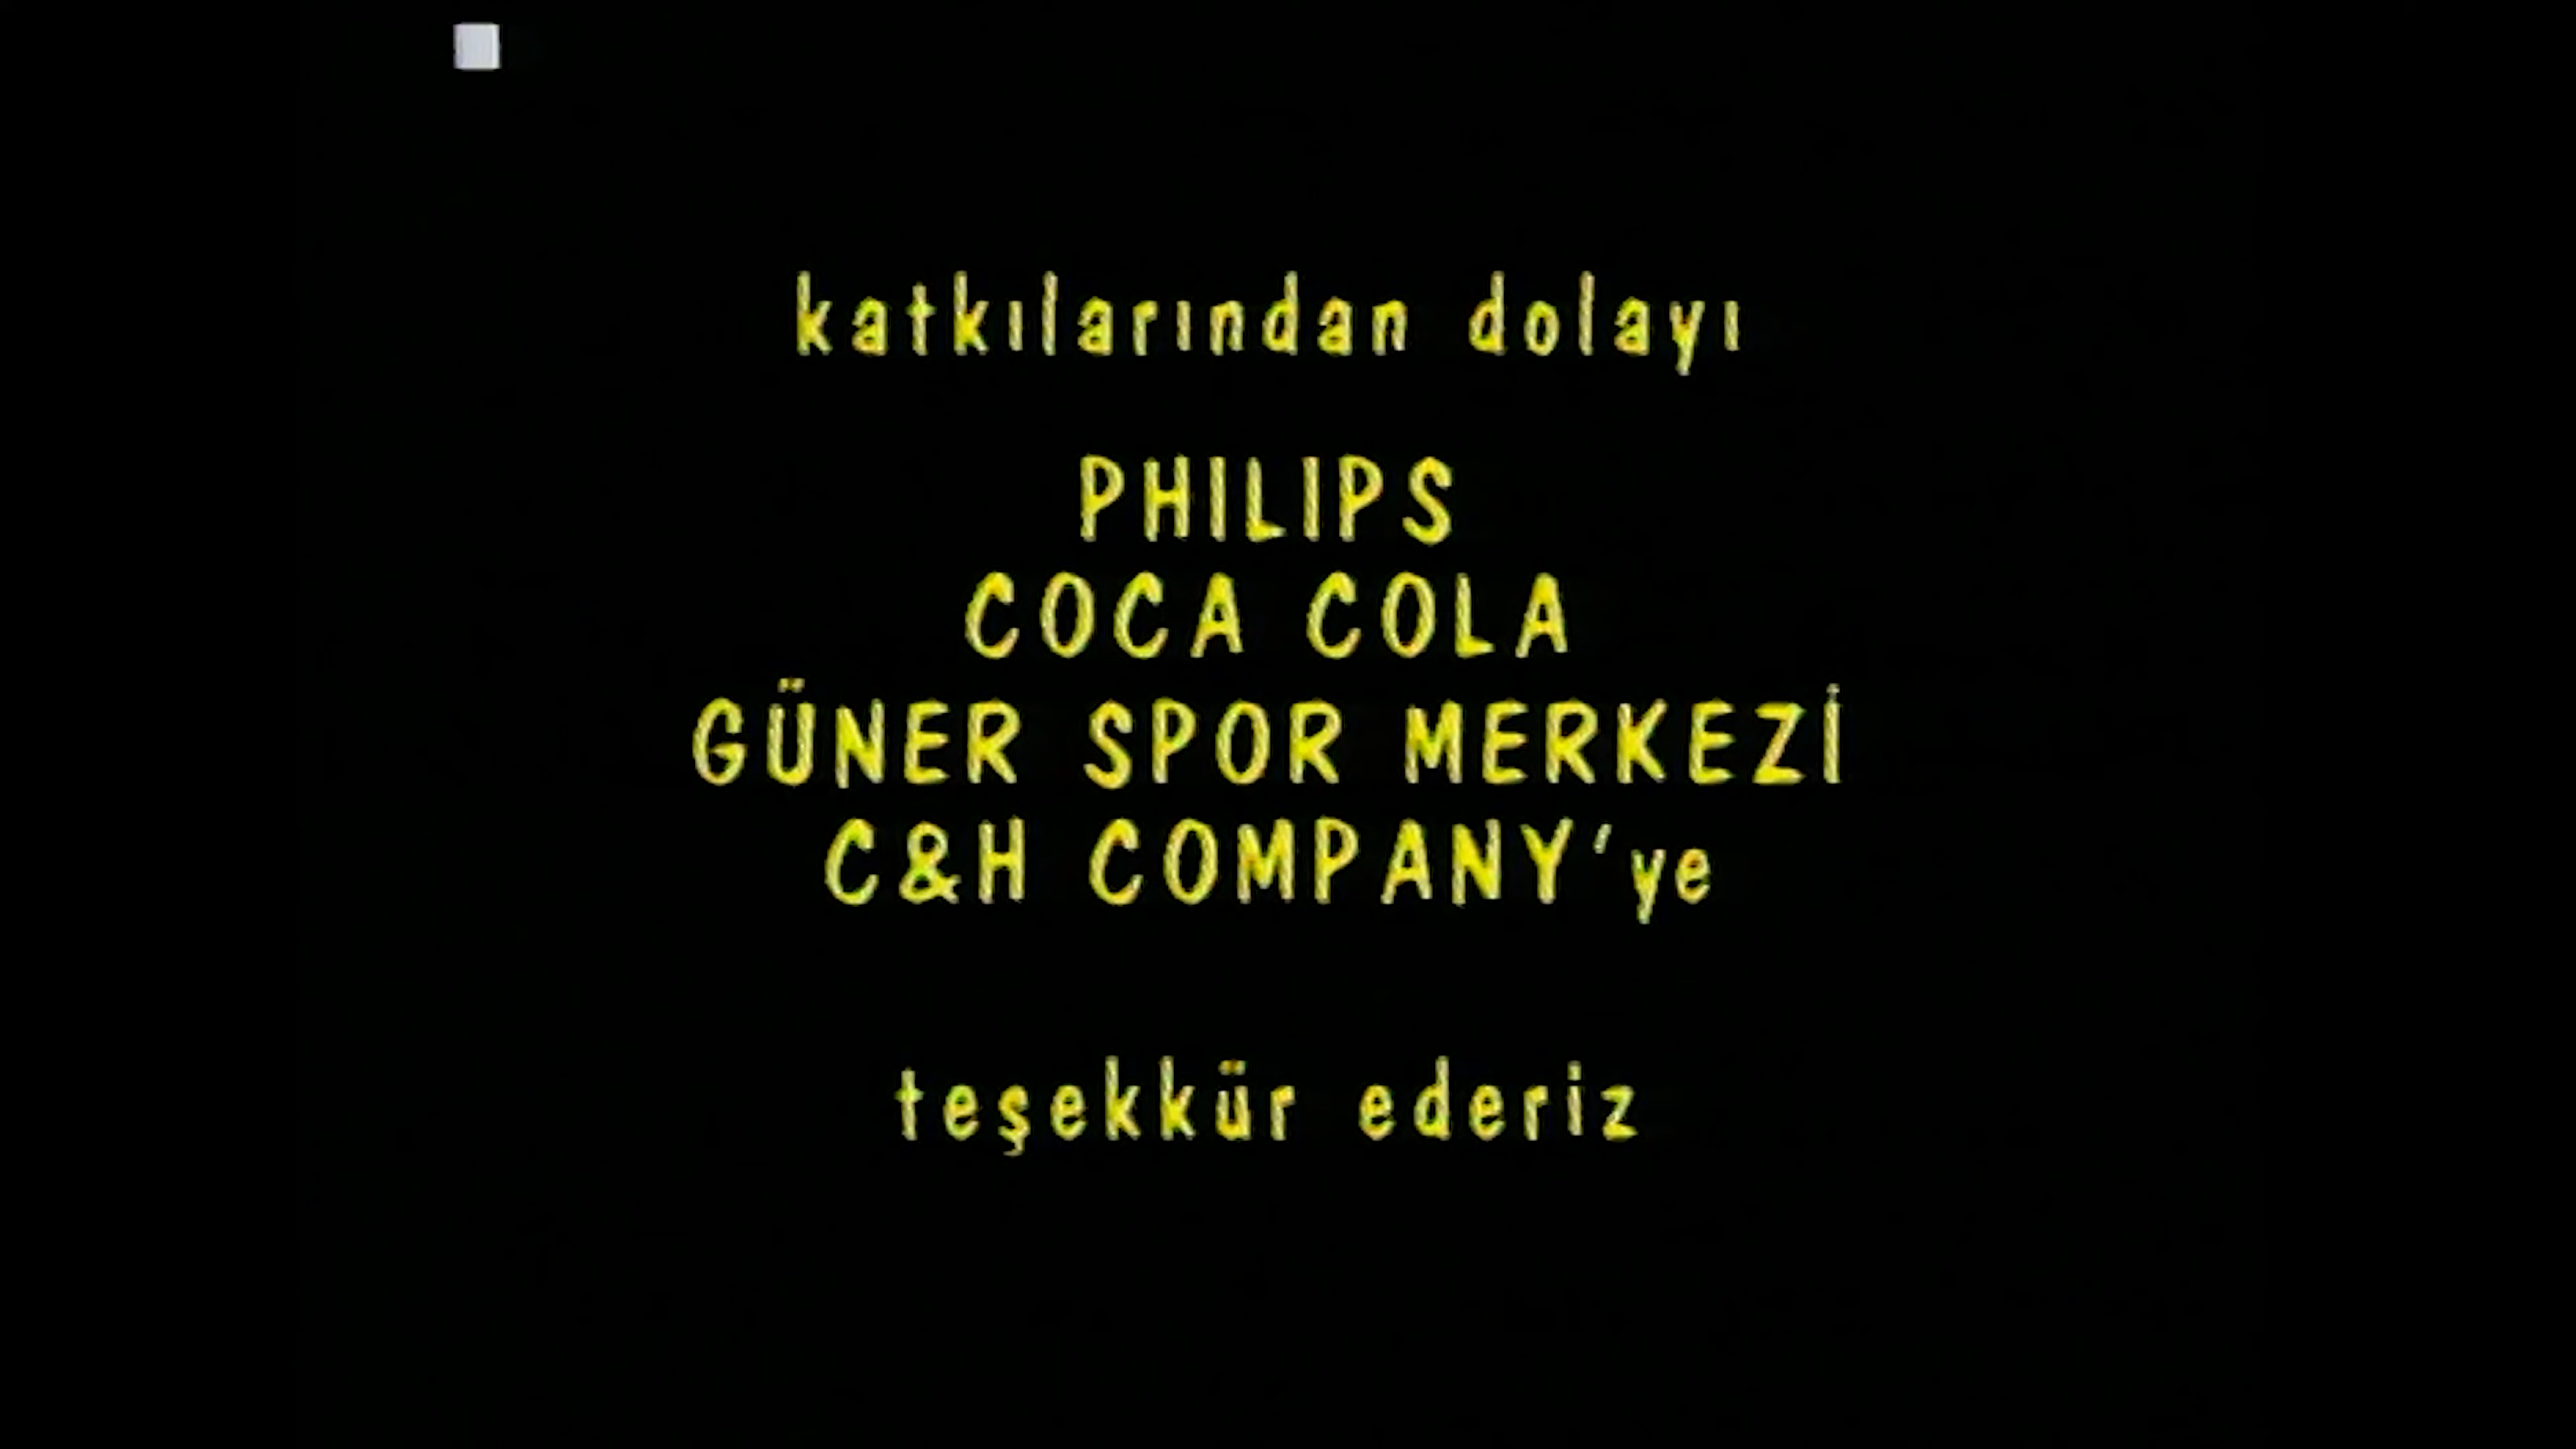 katkılarından dolayı
PHILIPS
COCA COLA
GÜNER SPOR MERKEZİ
C&H COMPANY'ye
teşekkür ederiz